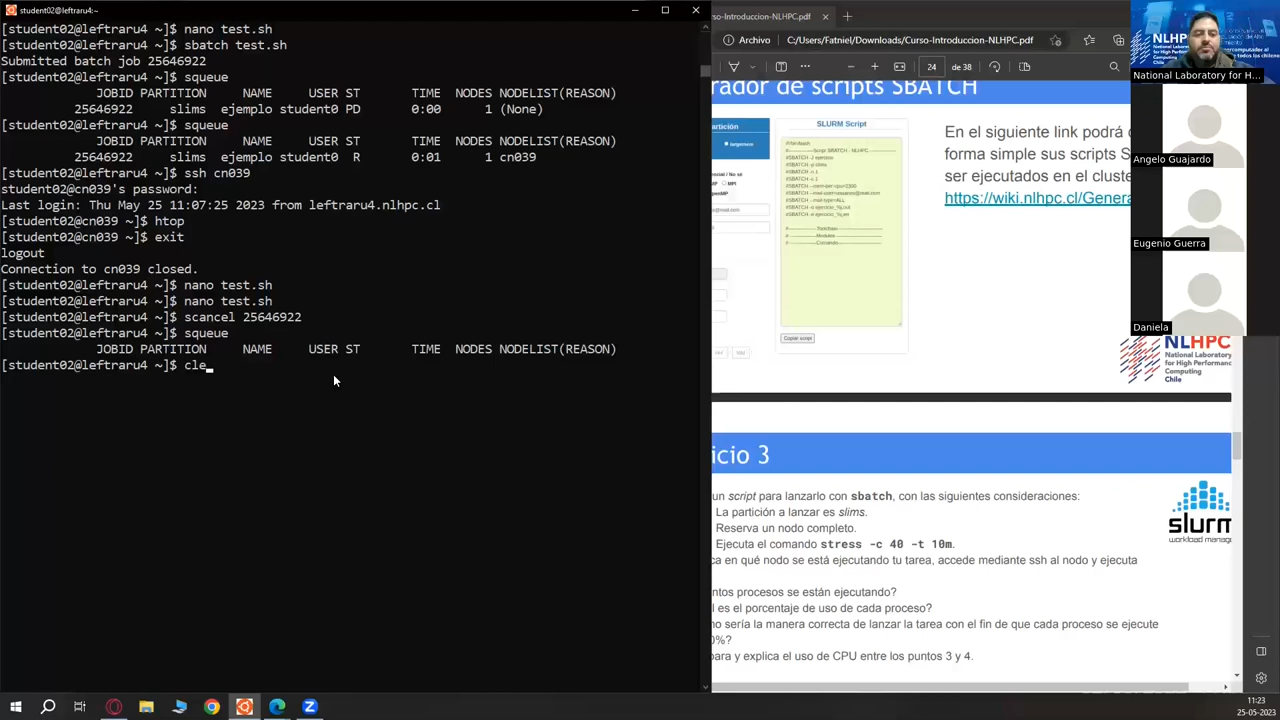 student02@leftraru4:~
[student02@leftraru4 ~]$ nano test.sh
[student02@leftraru4 ~]$ sbatch test.sh
Submitted batch job 25646922
[student02@leftraru4 ~]$ squeue
JOBID PARTITION NAME USER ST TIME NODES NODELIST(REASON)
25646922 slims ejemplo student0 PD 0:00 1 (None)
[student02@leftraru4 ~]$ squeue
JOBID PARTITION NAME USER ST TIME NODES NODELIST(REASON)
25646922 slims ejemplo student0 R 0:01 1 cn039
[student02@leftraru4 ~]$ ssh cn039
student02@cn039's password:
Last login: Thu May 25 11:07:25 2023 from leftraru4.nlhpc.cl
[student02@cn039 ~]$ htop
[student02@cn039 ~]$ exit
logout
Connection to cn039 closed.
[student02@leftraru4 ~]$ nano test.sh
[student02@leftraru4 ~]$ nano test.sh
[student02@leftraru4 ~]$ scancel 25646922
[student02@leftraru4 ~]$ squeue
JOBID PARTITION NAME USER ST TIME NODES NODELIST(REASON)
[student02@leftraru4 ~]$ cle
so-Introduccion-NLHPC.pdf
Archivo C:/Users/Fatniel/Downloads/Curso-Introduccion-NLHPC.pdf
24 de 38
rador de scripts SBATCH
artición
SLURM Script
#!/bin/bash
Copiar script
En el siguiente link podrá
forma simple sus scripts S
ser ejecutados en el cluste
https://wiki.nlhpc.cl/Genera
NLHPC
National Laboratory
for High Performance
Computing
Chile
icio 3
un script para lanzarlo con sbatch, con las siguientes consideraciones:
La partición a lanzar es slims.
Reserva un nodo completo.
Ejecuta el comando stress -c 40 -t 10m.
ca en qué nodo se está ejecutando tu tarea, accede mediante ssh al nodo y ejecuta
ntos procesos se están ejecutando?
l es el porcentaje de uso de cada proceso?
no sería la manera correcta de lanzar la tarea con el fin de que cada proceso se ejecute
0%?
para y explica el uso de CPU entre los puntos 3 y 4.
slurm
workload manag
NLHPC
National Laboratory for H...
Angelo Guajardo
Eugenio Guerra
Daniela
11:23
25-05-2023